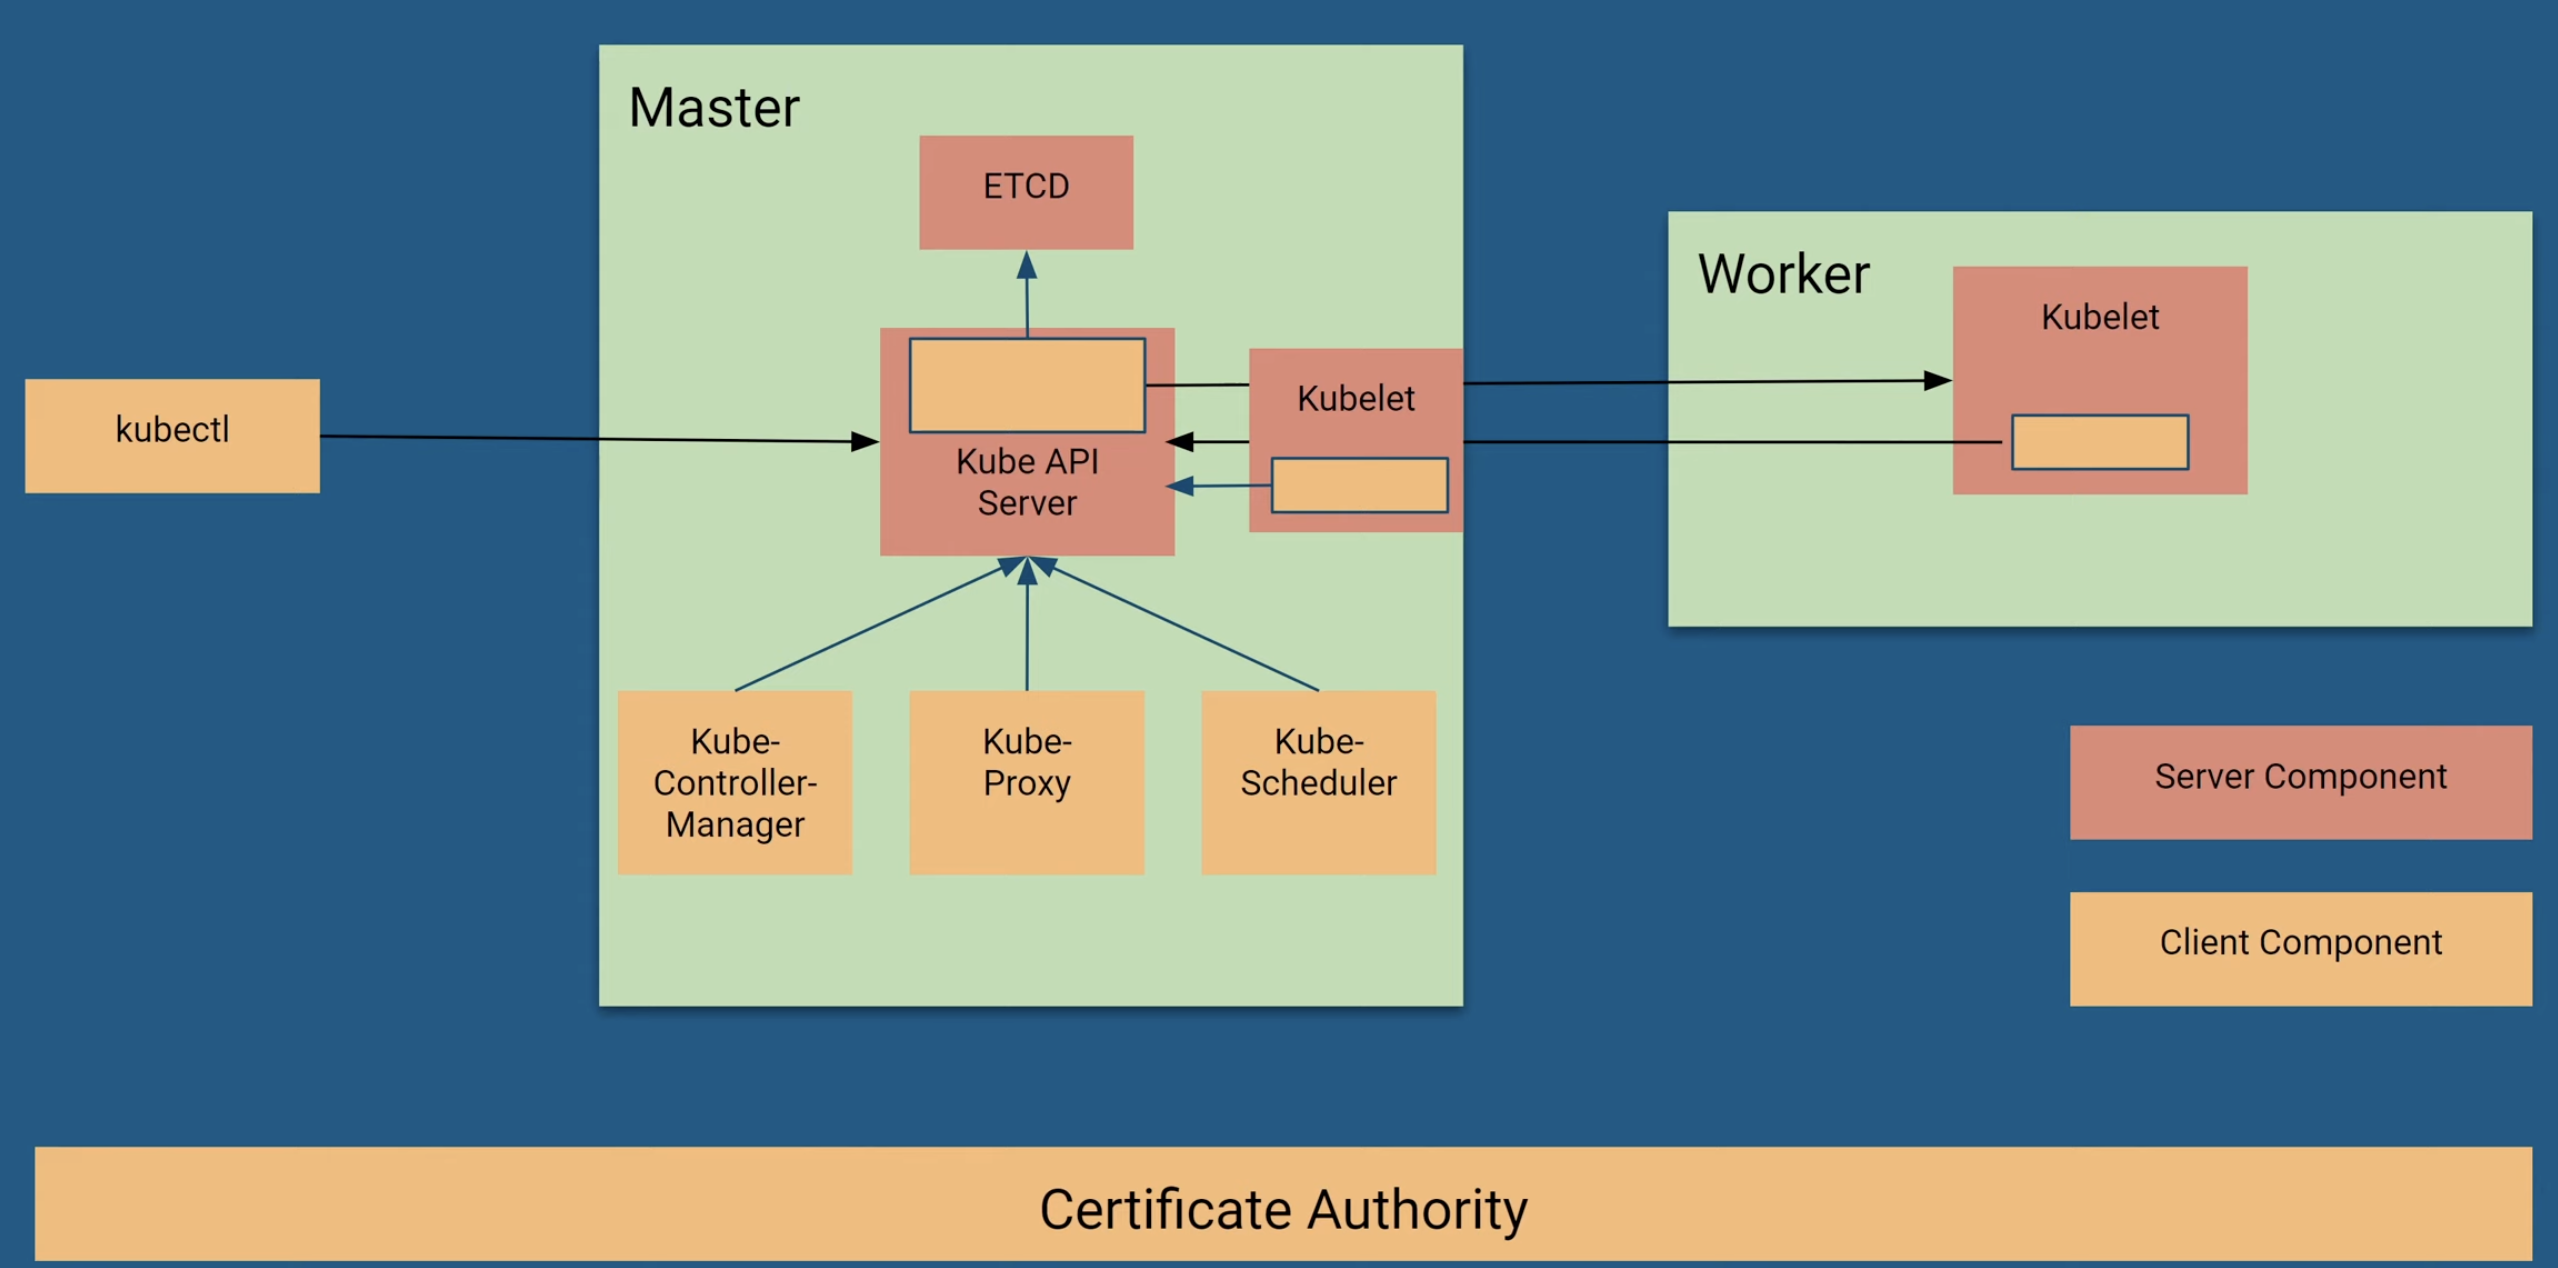 Master
ETCD
Worker
Kubelet
Kubelet
kubectl
Kube API
Server
Kube-
Controller-
Manager
Kube-
Proxy
Kube-
Scheduler
Server Component
Client Component
Certificate Authority